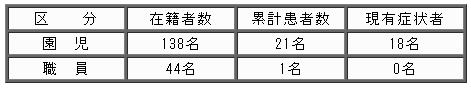 区　分 在籍者数 累計患者数 現有症状者
園　児 138名 21名 18名
職　員 44名 1名 0名